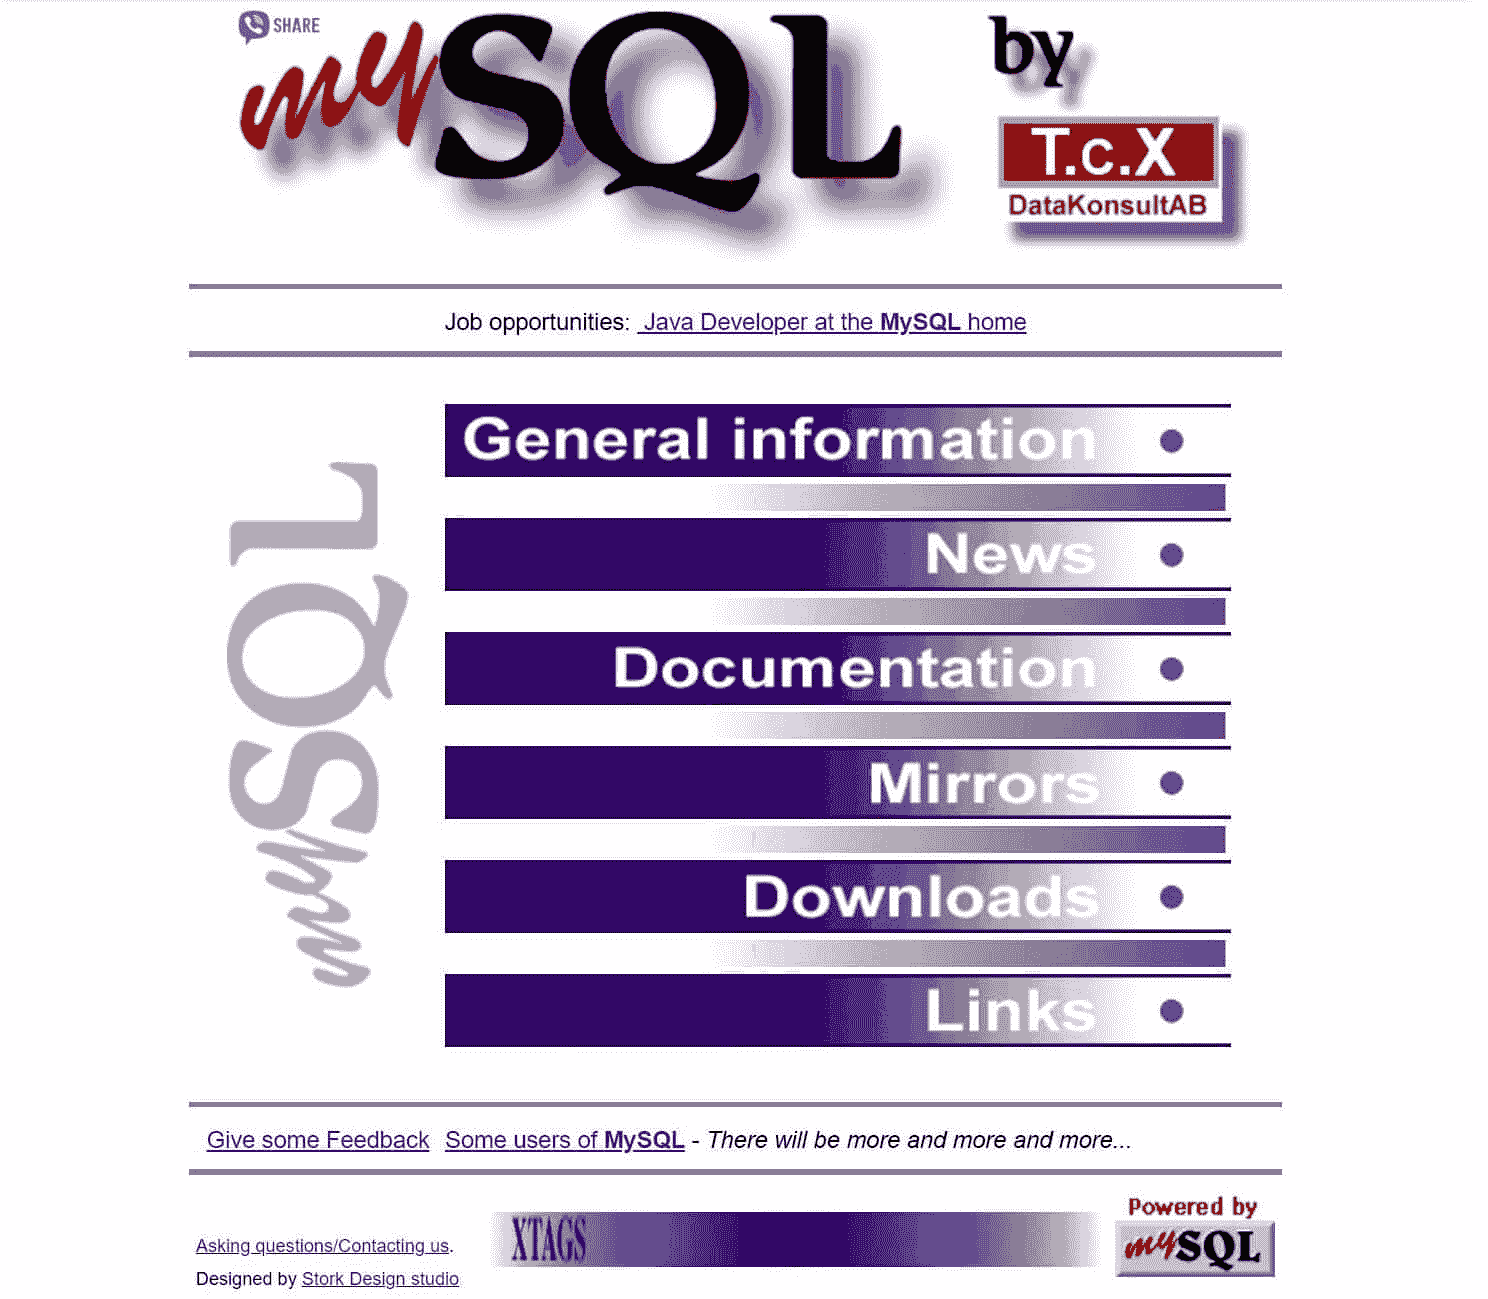 SHARE
mySQL by
T.c.X
DataKonsultAB
Job opportunities: Java Developer at the MySQL home
General information
News
Documentation
Mirrors
Downloads
Links
mySQL
Give some Feedback Some users of MySQL - There will be more and more and more...
XTAGS
Powered by
mySQL
Asking questions/Contacting us.
Designed by Stork Design studio